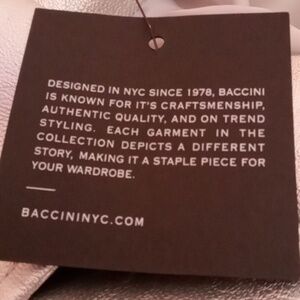 DESIGNED IN NYC SINCE 1978, BACCINI
IS KNOWN FOR IT'S CRAFTSMENSHIP,
AUTHENTIC QUALITY, AND ON TREND
STYLING. EACH GARMENT IN THE
COLLECTION DEPICTS A DIFFERENT
STORY, MAKING IT A STAPLE PIECE FOR
YOUR WARDROBE.
BACCININYC.COM